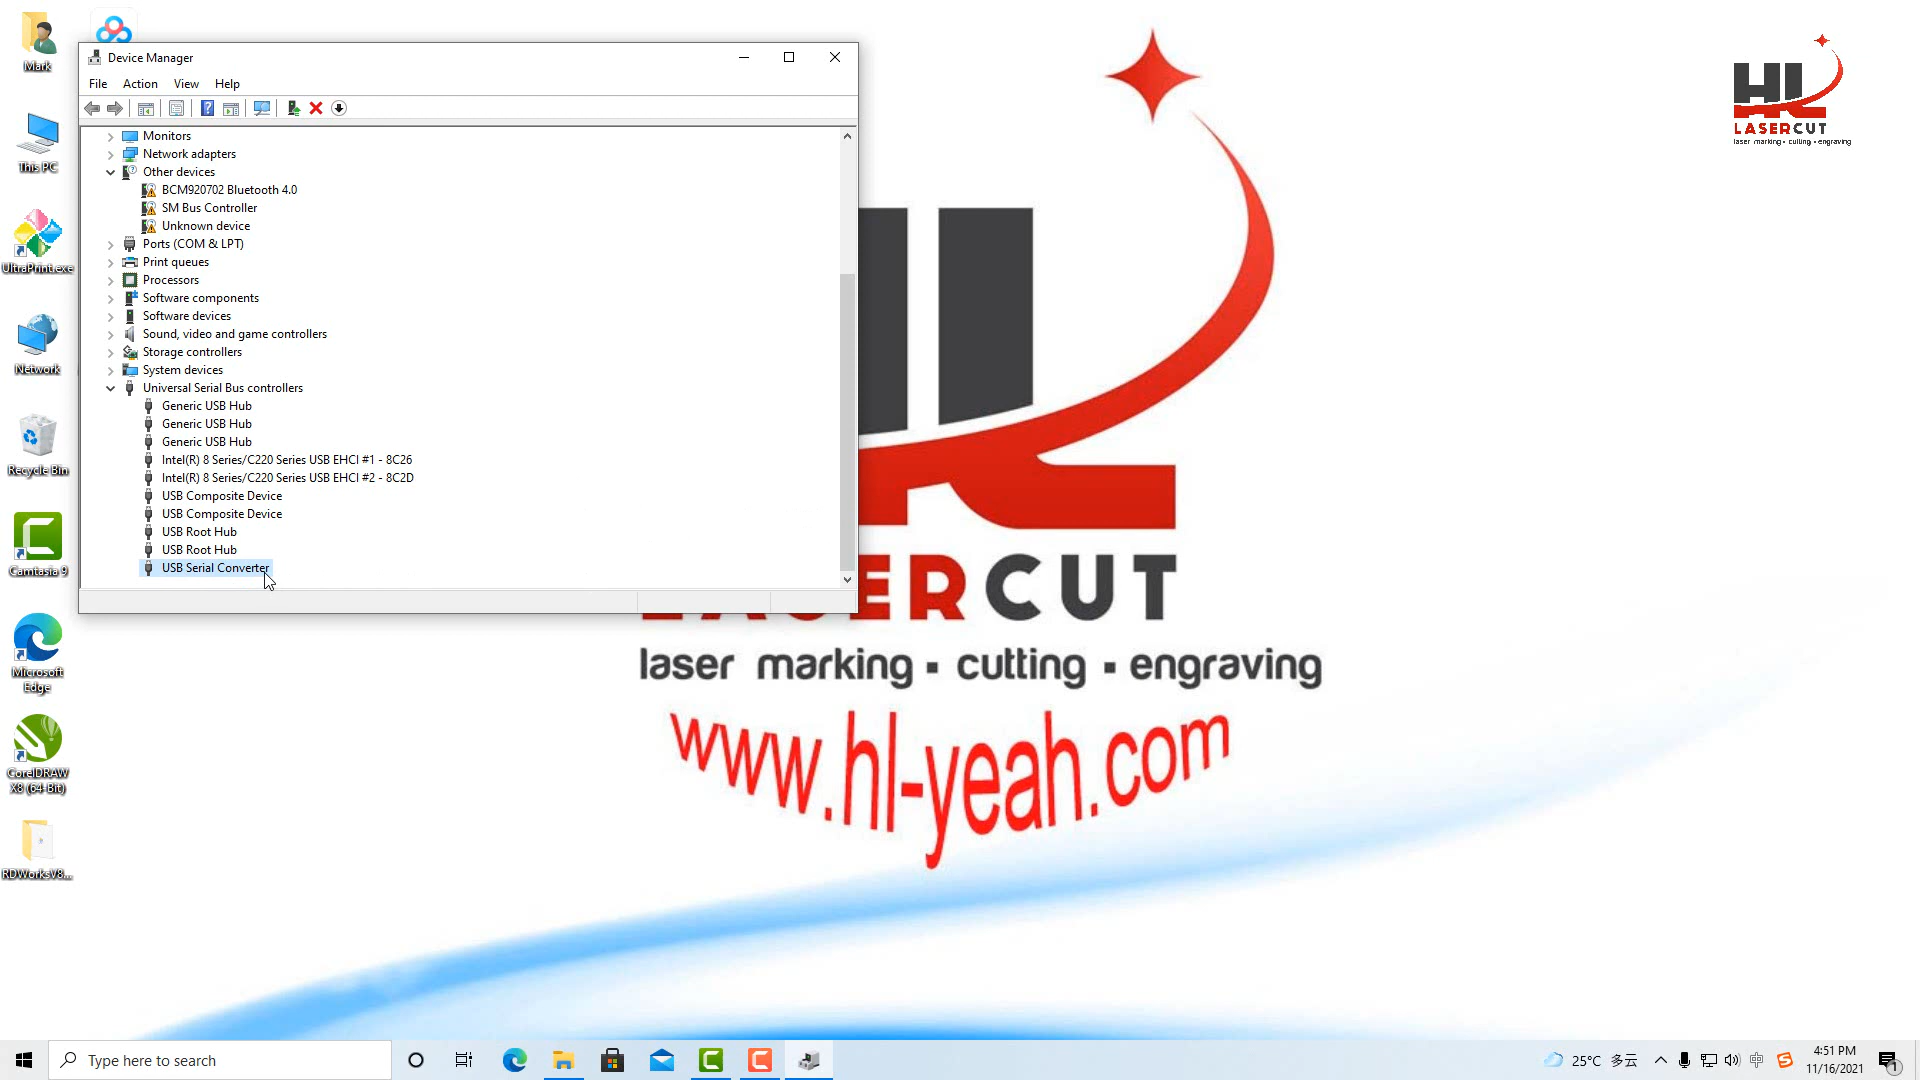 Mark
This PC
UltraPrint.exe
Network
Recycle Bin
Camtasia 9
Microsoft
Edge
CorelDRAW
X8 (64-Bit)
RDWorksV8...
Device Manager
File Action View Help
Monitors
Network adapters
Other devices
BCM920702 Bluetooth 4.0
SM Bus Controller
Unknown device
Ports (COM & LPT)
Print queues
Processors
Software components
Software devices
Sound, video and game controllers
Storage controllers
System devices
Universal Serial Bus controllers
Generic USB Hub
Generic USB Hub
Generic USB Hub
Intel(R) 8 Series/C220 Series USB EHCI #1 - 8C26
Intel(R) 8 Series/C220 Series USB EHCI #2 - 8C2D
USB Composite Device
USB Composite Device
USB Root Hub
USB Root Hub
USB Serial Converter
HL
LASERCUT
laser marking • cutting • engraving
LASERCUT
laser marking ▪ cutting ▪ engraving
www.hl-yeah.com
Type here to search
25°C 多云
中
4:51 PM
11/16/2021
1